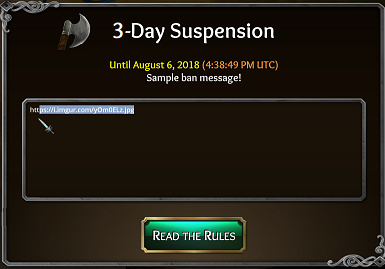 3-Day Suspension
Until August 6, 2018 (4:38:49 PM UTC)
Sample ban message!
https://i.imgur.com/yOm0ELz.jpg
Read the Rules